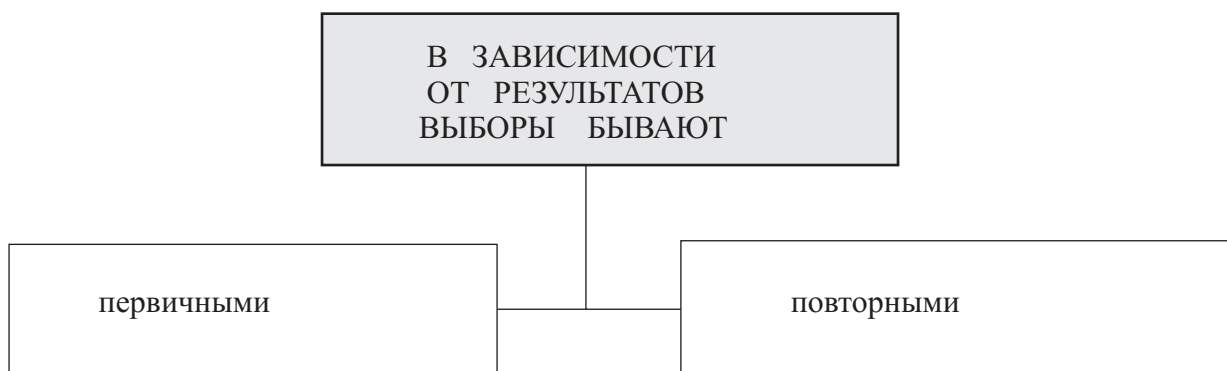 В ЗАВИСИМОСТИ
ОТ РЕЗУЛЬТАТОВ
ВЫБОРЫ БЫВАЮТ
первичными
повторными